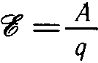 ℰ = A/q